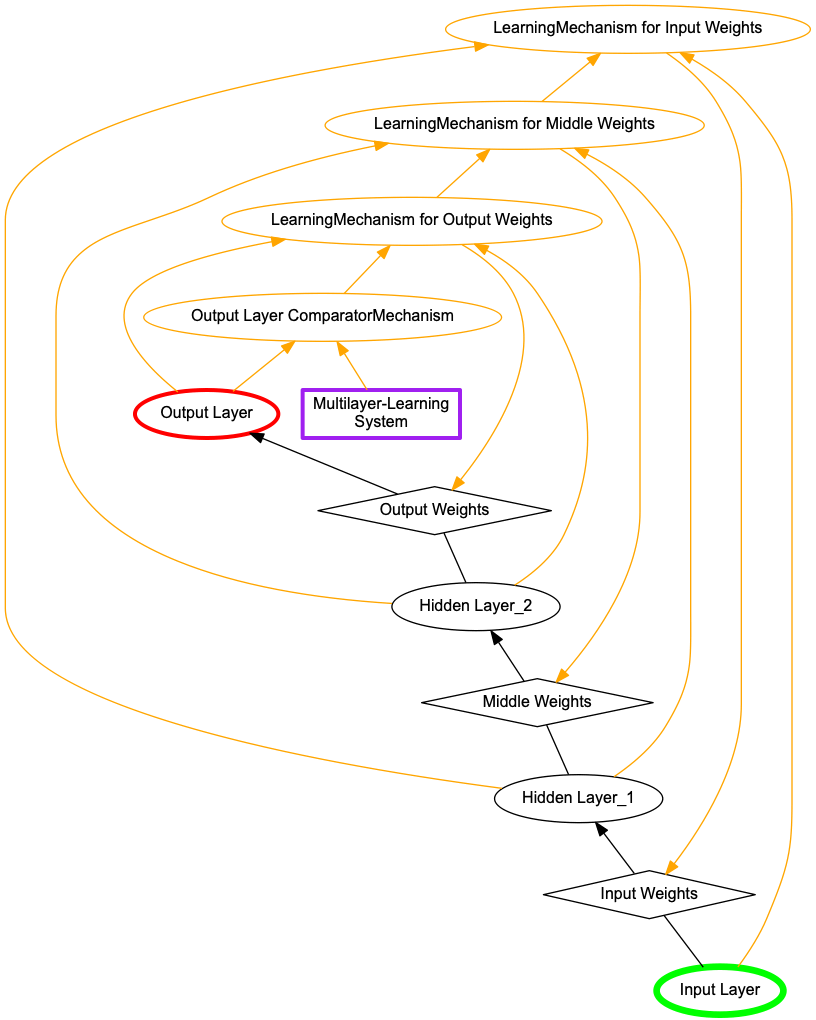 LearningMechanism for Input Weights
LearningMechanism for Middle Weights
LearningMechanism for Output Weights
Output Layer ComparatorMechanism
Output Layer
Multilayer-Learning
System
Output Weights
Hidden Layer_2
Middle Weights
Hidden Layer_1
Input Weights
Input Layer